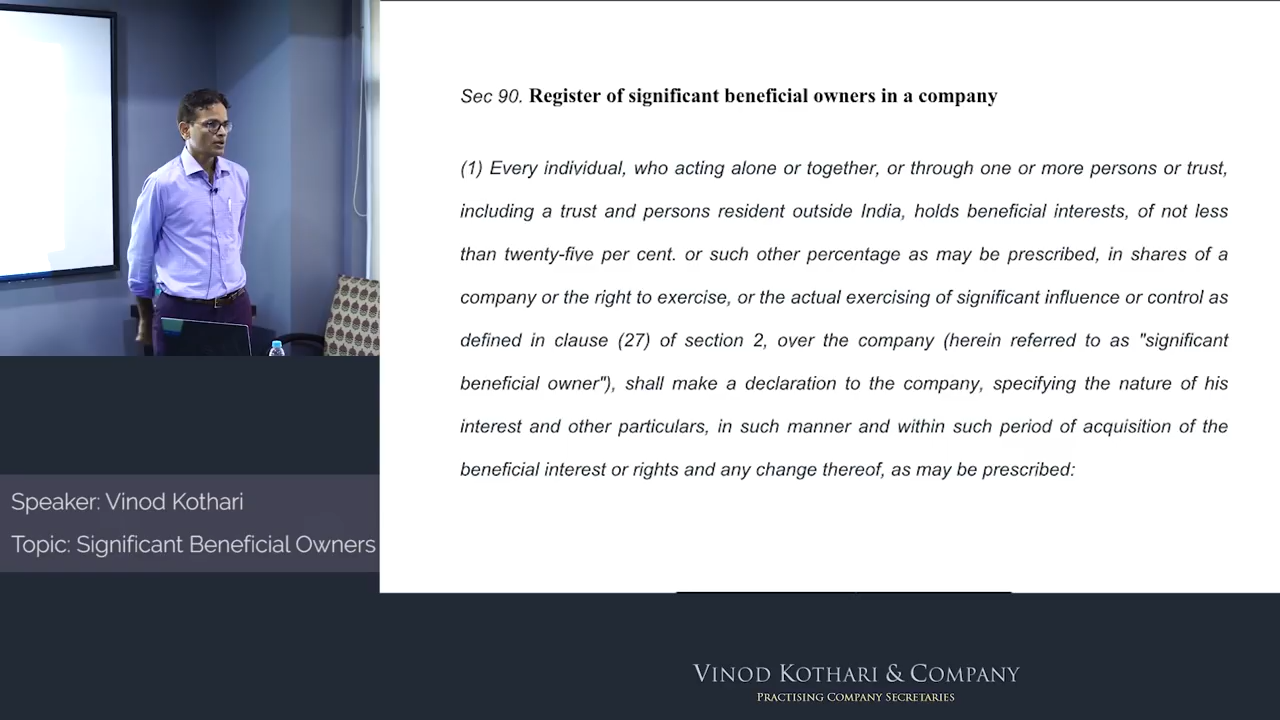 Sec 90. Register of significant beneficial owners in a company
(1) Every individual, who acting alone or together, or through one or more persons or trust,
including a trust and persons resident outside India, holds beneficial interests, of not less
than twenty-five per cent. or such other percentage as may be prescribed, in shares of a
company or the right to exercise, or the actual exercising of significant influence or control as
defined in clause (27) of section 2, over the company (herein referred to as "significant
beneficial owner"), shall make a declaration to the company, specifying the nature of his
interest and other particulars, in such manner and within such period of acquisition of the
beneficial interest or rights and any change thereof, as may be prescribed:
Speaker: Vinod Kothari
Topic: Significant Beneficial Owners
VINOD KOTHARI & COMPANY
PRACTISING COMPANY SECRETARIES